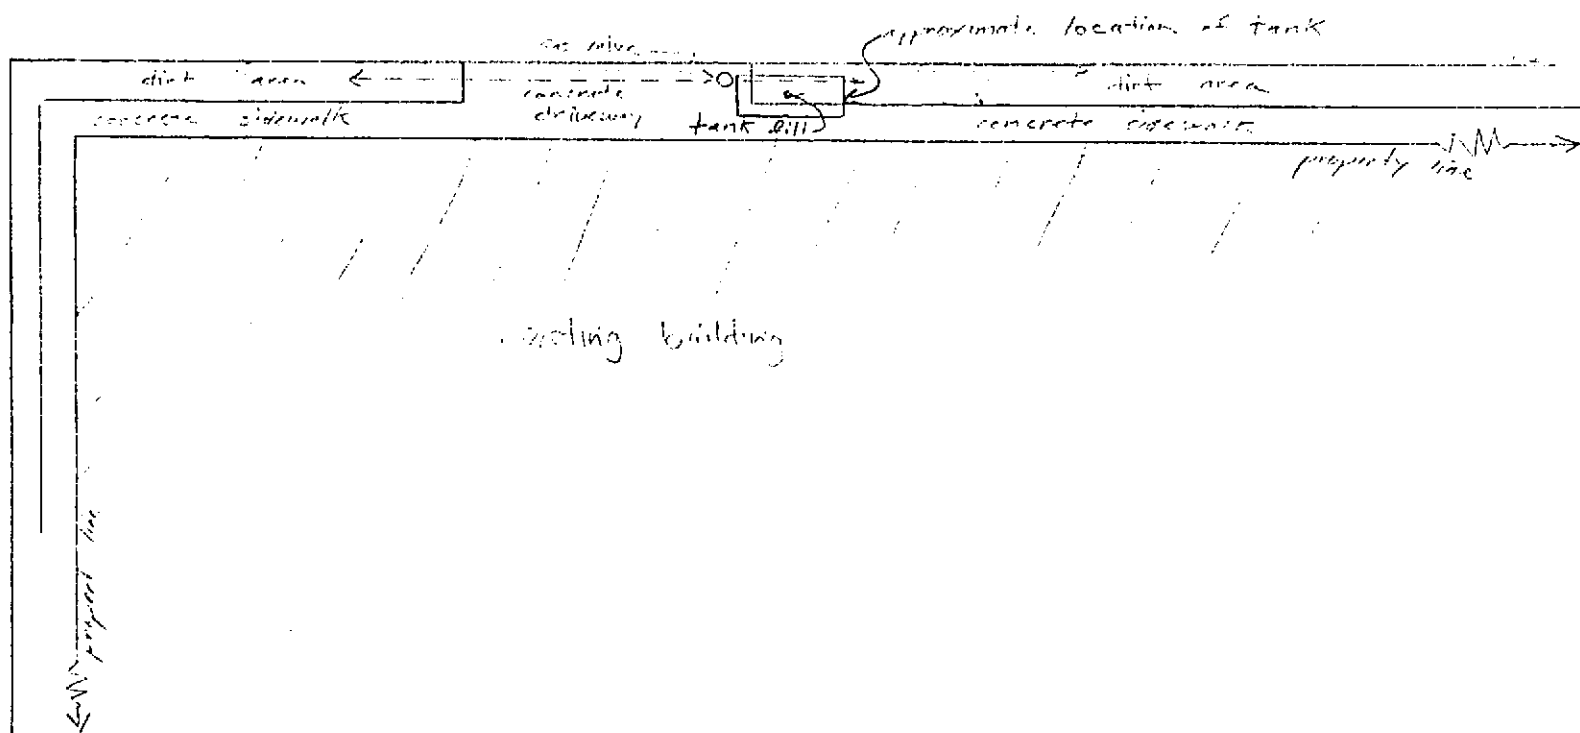 approximate location of tank
dirt area
dirt area
concrete
driveway
concrete sidewalk
tank fill
concrete sidewalk
property line
building
property line